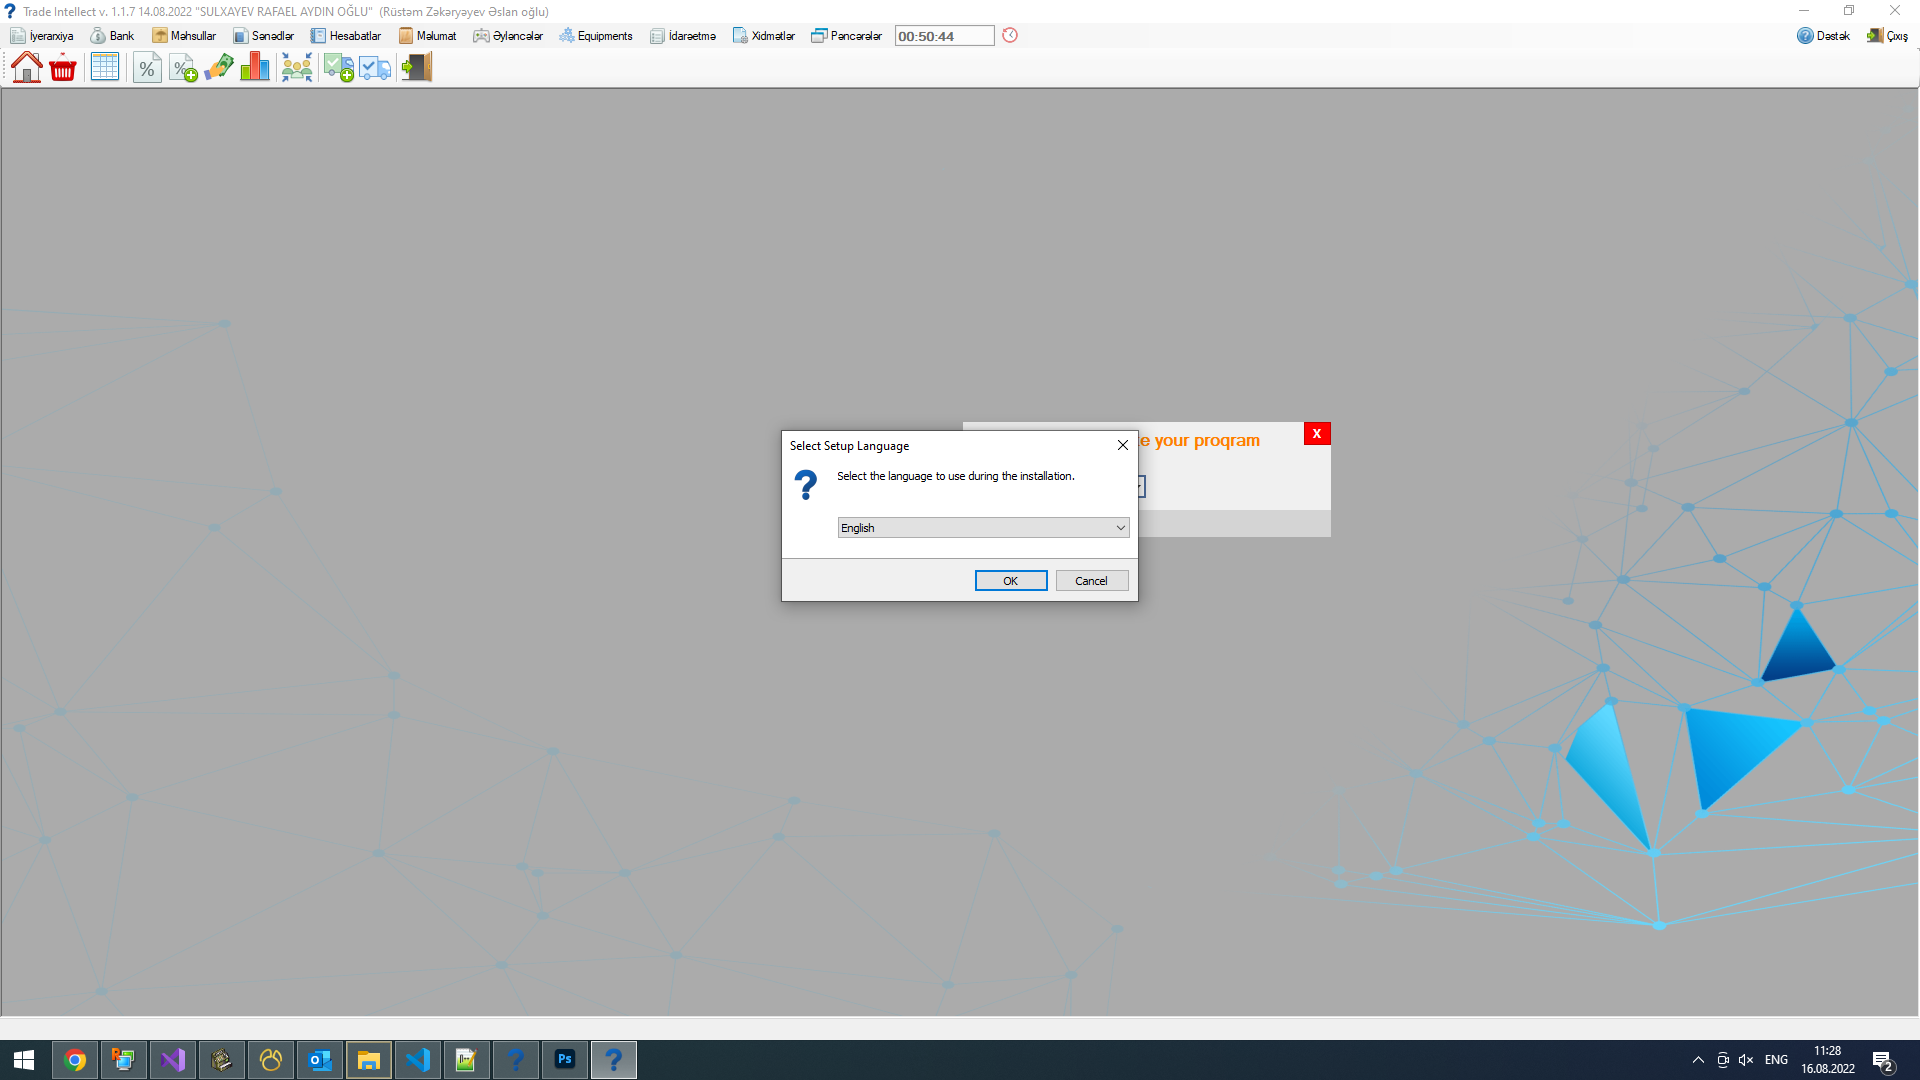 Trade Intellect v. 1.1.7 14.08.2022 "SULXAYEV RAFAEL AYDIN OĞLU" (Rüstəm Zəkəryəyev Əslan oğlu)
İyerarxiya Bank Məhsullar Sənədlər Hesabatlar Məlumat Əyləncələr Equipments İdarəetmə Xidmətlər Pəncərələr 00:50:44 Dəstək Çıxış
your proqram X
Select Setup Language
Select the language to use during the installation.
English
OK Cancel
Ps
ENG 11:28
16.08.2022 2